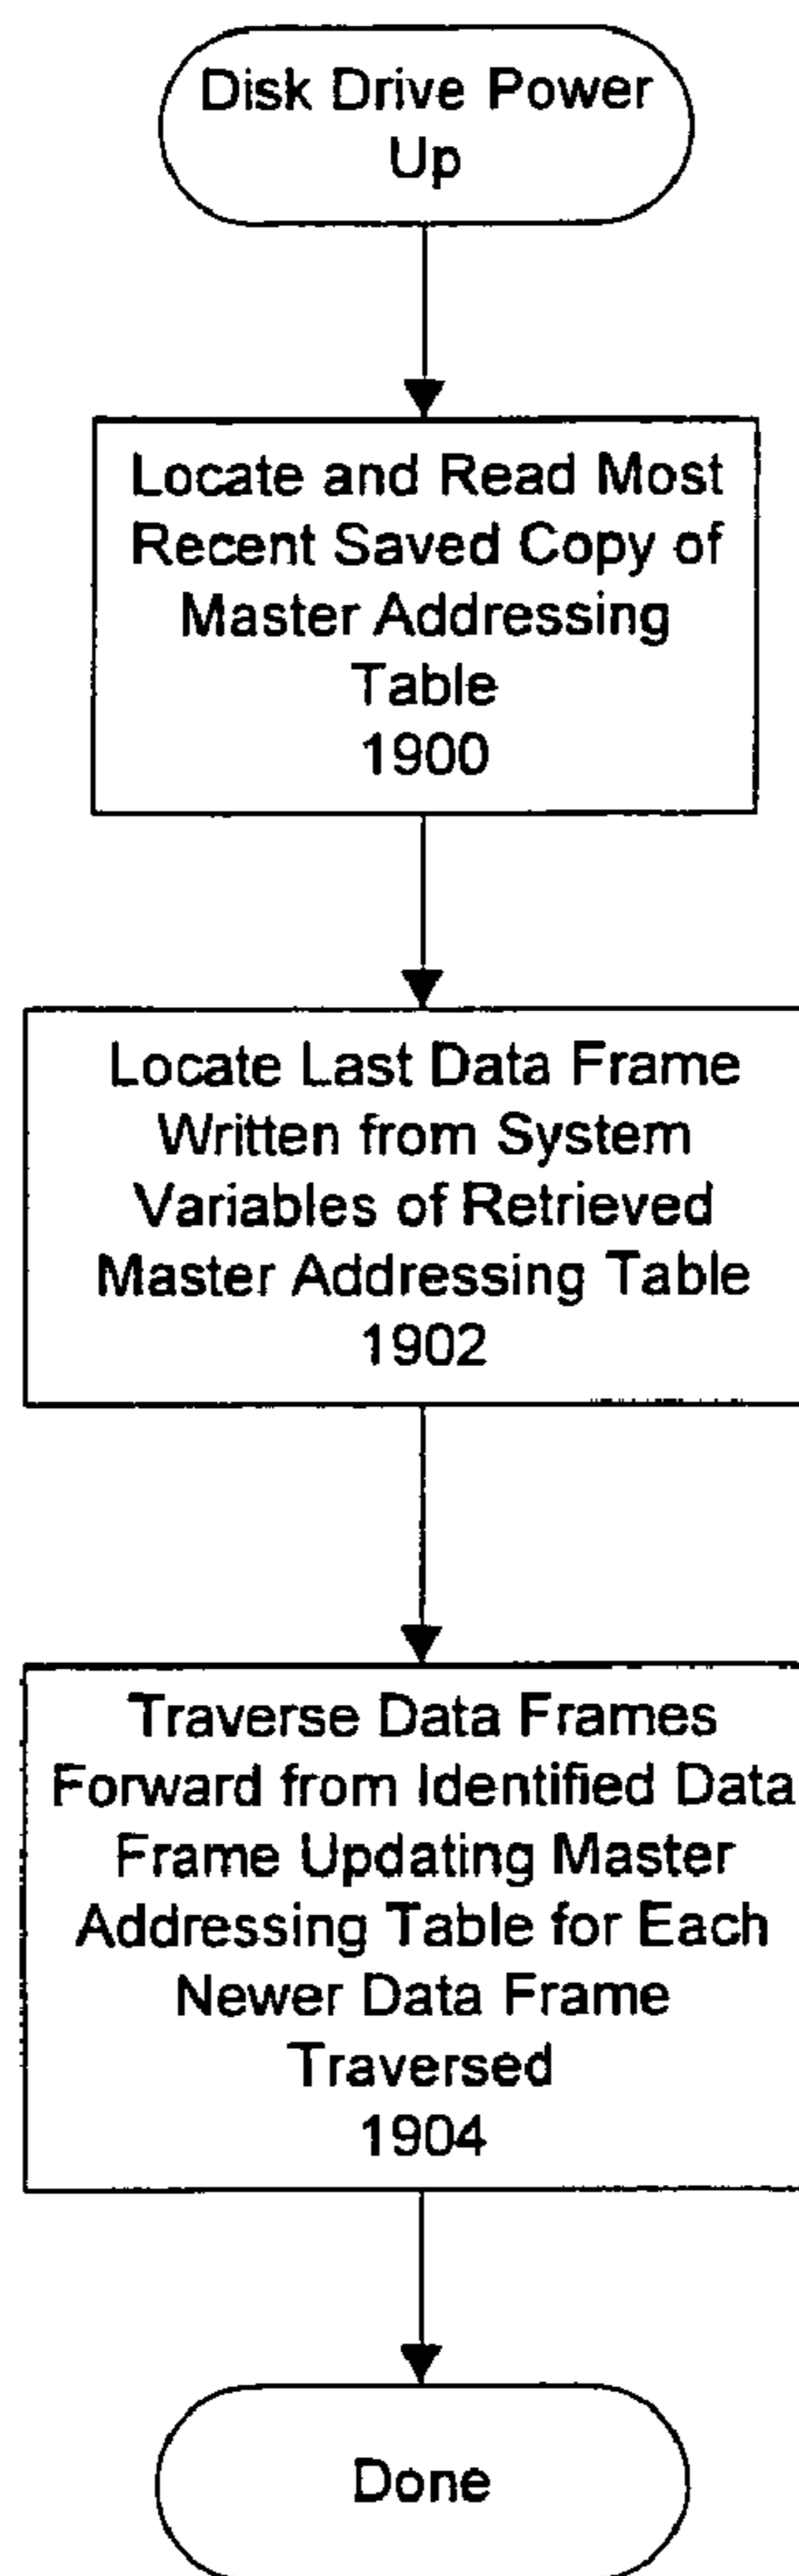 Disk Drive Power
Up
Locate and Read Most
Recent Saved Copy of
Master Addressing
Table
1900
Locate Last Data Frame
Written from System
Variables of Retrieved
Master Addressing Table
1902
Traverse Data Frames
Forward from Identified Data
Frame Updating Master
Addressing Table for Each
Newer Data Frame
Traversed
1904
Done